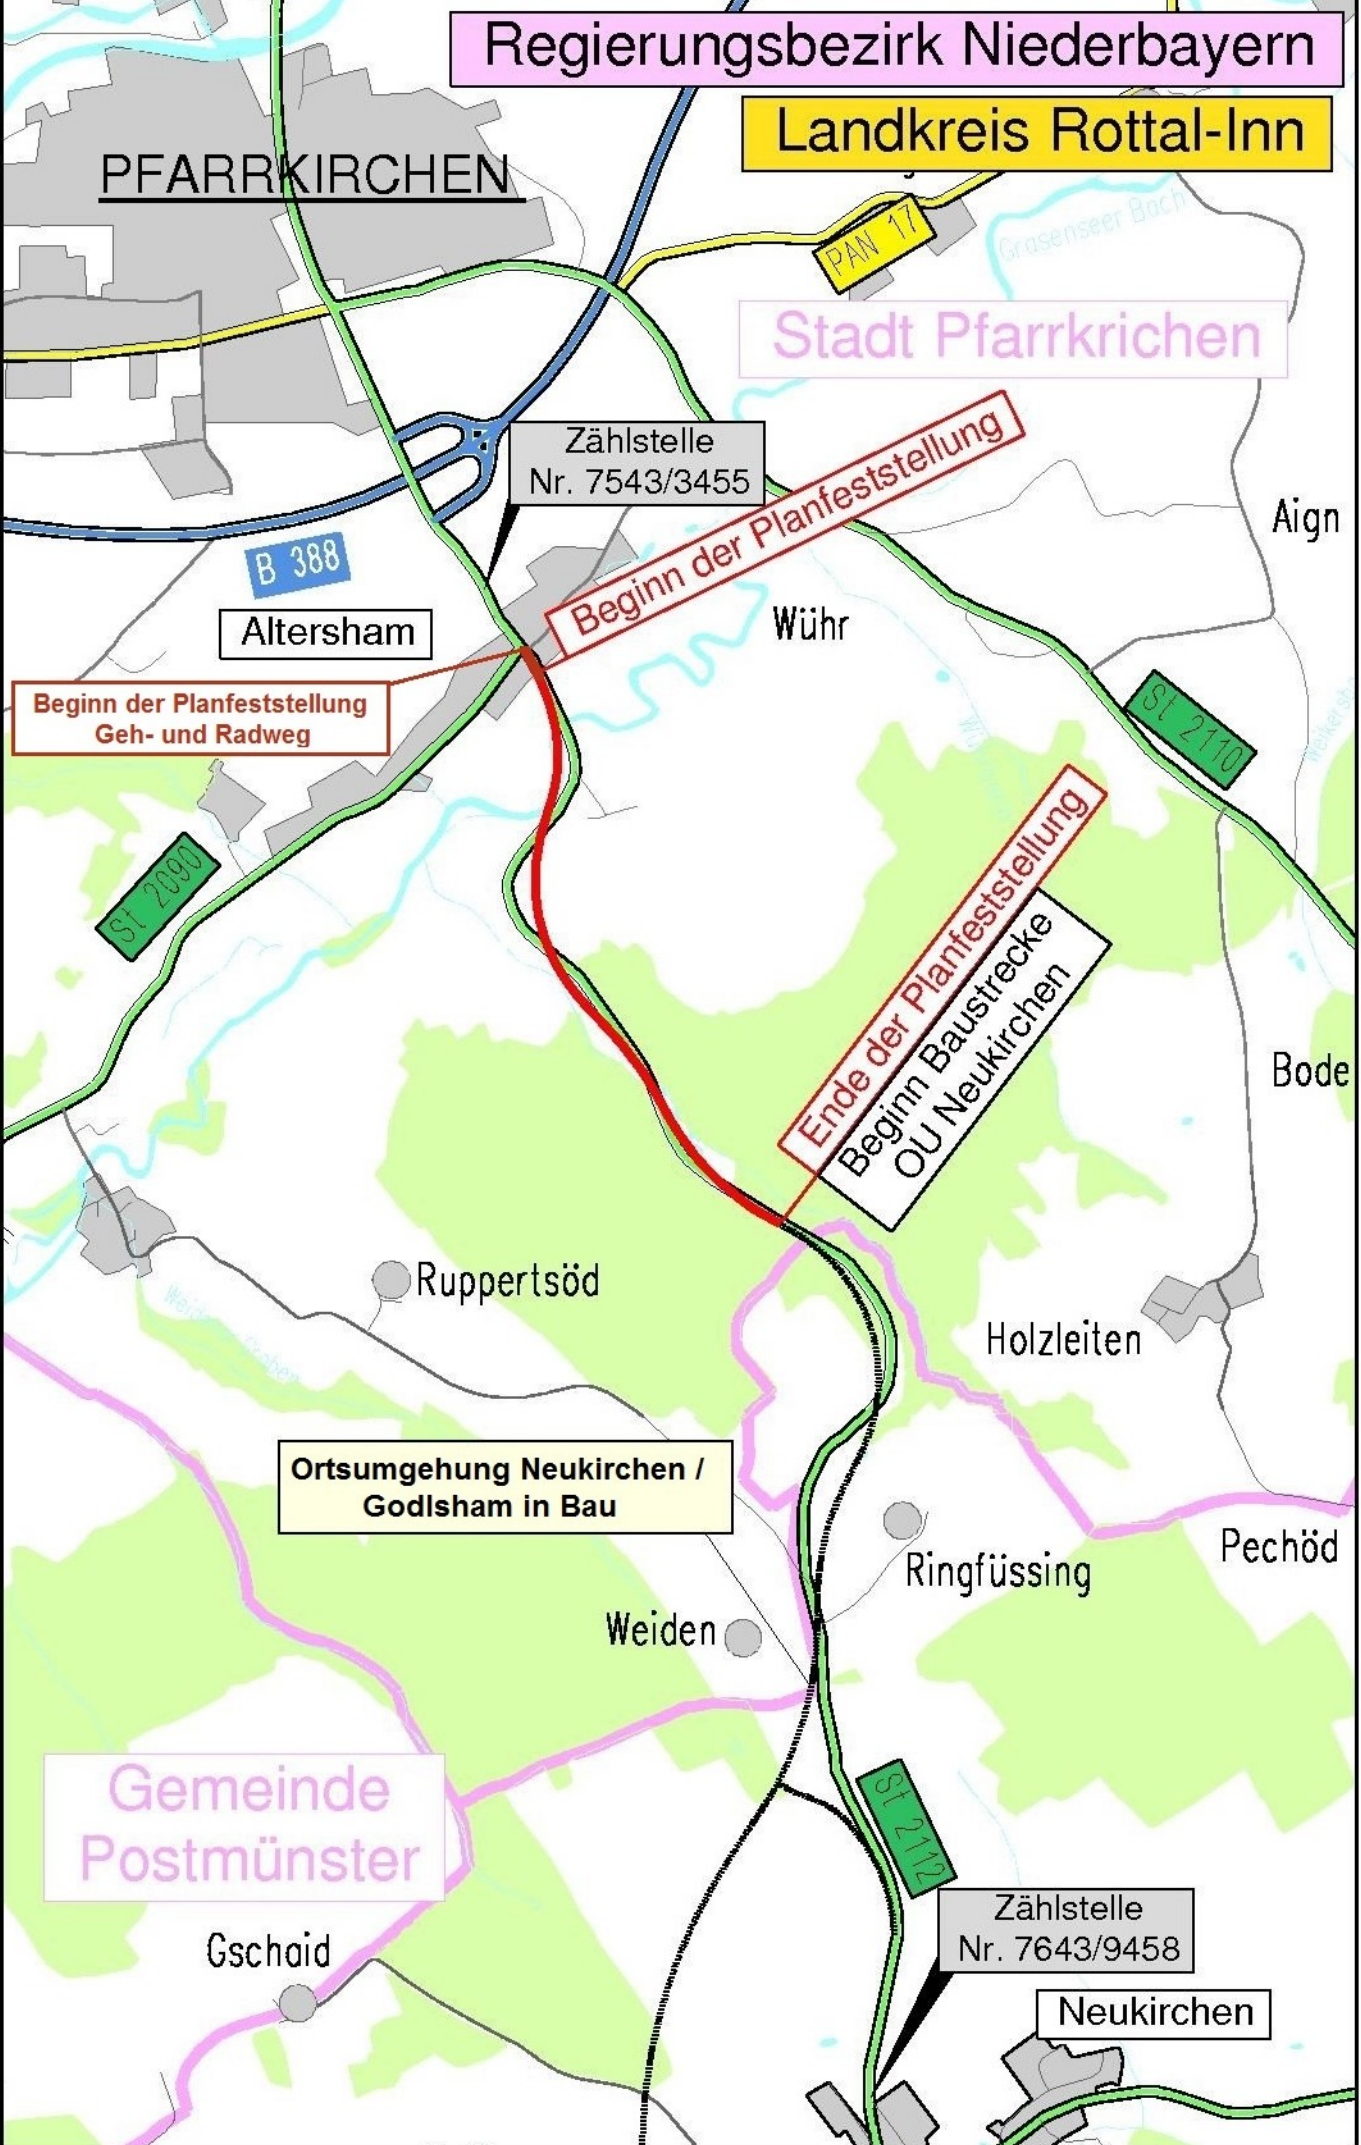 Regierungsbezirk Niederbayern
Landkreis Rottal-Inn
PFARRKIRCHEN
PAN 17
Grasenseer Bach
Stadt Pfarrkrichen
Zählstelle
Nr. 7543/3455
Beginn der Planfeststellung
Aign
B 388
Altersham
Wühr
Beginn der Planfeststellung
Geh- und Radweg
St 2110
St 2090
Ende der Planfeststellung
Beginn Baustrecke
OU Neukirchen
Bode
Ruppertsöd
Holzleiten
Ortsumgehung Neukirchen /
Godlsham in Bau
Pechöd
Ringfüssing
Weiden
Gemeinde
Postmünster
St 2112
Zählstelle
Nr. 7643/9458
Gschaid
Neukirchen